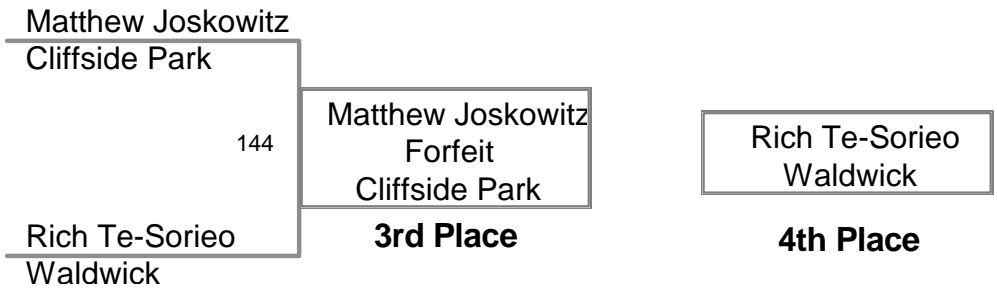 Matthew Joskowitz
Cliffside Park
144
Matthew Joskowitz
Forfeit
Cliffside Park
3rd Place
Rich Te-Sorieo
Waldwick
4th Place
Rich Te-Sorieo
Waldwick